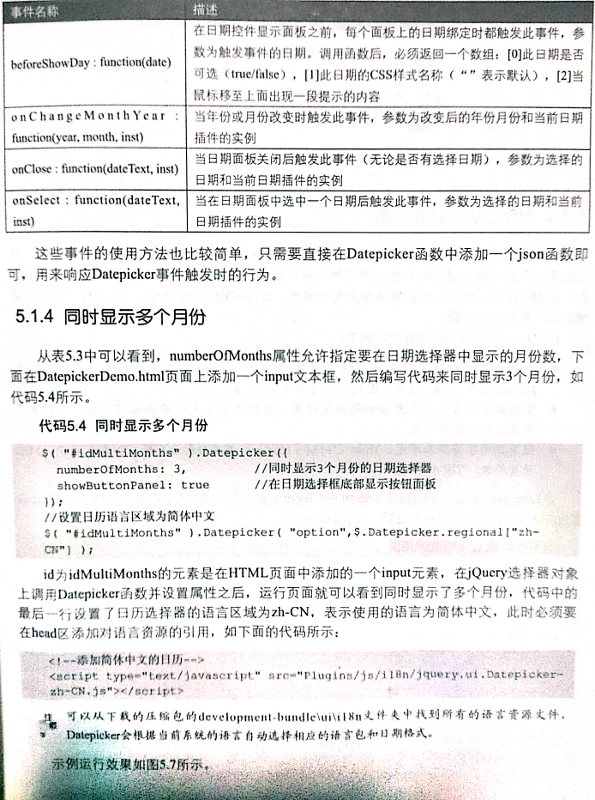 事件名称 描述
beforeShowDay : function(date) 在日期控件显示面板之前，每个面板上的日期绑定时都触发此事件，参
数为触发事件的日期。调用函数后，必须返回一个数组：[0]此日期是否
可选（true/false），[1]此日期的CSS样式名称（“”表示默认），[2]当
鼠标移至上面出现一段提示的内容
onChangeMonthYear : 当年份或月份改变时触发此事件，参数为改变后的年份月份和当前日期
function(year, month, inst) 插件的实例
onClose : function(dateText, inst) 当日期面板关闭后触发此事件（无论是否有选择日期），参数为选择的
日期和当前日期插件的实例
onSelect : function(dateText, 当在日期面板中选中一个日期后触发此事件，参数为选择的日期和当前
inst) 日期插件的实例
这些事件的使用方法也比较简单，只需要直接在Datepicker函数中添加一个json函数即
可，用来响应Datepicker事件触发时的行为。
5.1.4 同时显示多个月份
从表5.3中可以看到，numberOfMonths属性允许指定要在日期选择器中显示的月份数，下
面在DatepickerDemo.html页面上添加一个input文本框，然后编写代码来同时显示3个月份，如
代码5.4所示。
代码5.4 同时显示多个月份
$( "#idMultiMonths" ).Datepicker({
numberOfMonths: 3, //同时显示3个月份的日期选择器
showButtonPanel: true //在日期选择框底部显示按钮面板
});
//设置日历语言区域为简体中文
$( "#idMultiMonths" ).Datepicker( "option",$.Datepicker.regional["zh-
CN"] );
id为idMultiMonths的元素是在HTML页面中添加的一个input元素，在jQuery选择器对象
上调用Datepicker函数并设置属性之后，运行页面就可以看到同时显示了多个月份，代码中的
最后一行设置了日历选择器的语言区域为zh-CN，表示使用的语言为简体中文，此时必须要
在head区添加对语言资源的引用，如下面的代码所示：
<!--添加简体中文的日历-->
<script type="text/javascript" src="Plugins/js/i18n/jquery.ui.Datepicker-
zh-CN.js"></script>
注意 可以从下载的压缩包的development-bundle\ui\i18n文件夹中找到所有的语言资源文件，
Datepicker会根据当前系统的语言自动选择相应的语言包和日期格式。
示例运行效果如图5.7所示。